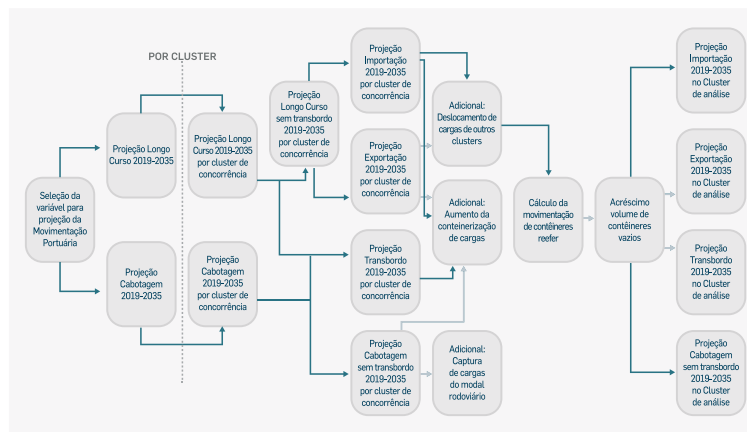 POR CLUSTER
Seleção da
variável para
projeção da
Movimentação
Portuária
Projeção Longo
Curso 2019-2035
Projeção
Cabotagem
2019-2035
Projeção Longo
Curso 2019-2035
por cluster de
concorrência
Projeção
Cabotagem
2019-2035
por cluster de
concorrência
Projeção
Longo Curso
sem transbordo
2019-2035
por cluster de
concorrência
Projeção
Importação
2019-2035
por cluster de
concorrência
Projeção
Exportação
2019-2035
por cluster de
concorrência
Projeção
Transbordo
2019-2035
por cluster de
concorrência
Projeção
Cabotagem
sem transbordo
2019-2035
por cluster de
concorrência
Adicional:
Deslocamento de
cargas de outros
clusters
Adicional:
Aumento da
conteinerização
de cargas
Adicional:
Captura
de cargas
do modal
rodoviário
Cálculo da
movimentação
de contêineres
reefer
Acréscimo
volume de
contêineres
vazios
Projeção
Importação
2019-2035
no Cluster
de análise
Projeção
Exportação
2019-2035
no Cluster
de análise
Projeção
Transbordo
2019-2035
no Cluster
de análise
Projeção
Cabotagem
sem transbordo
2019-2035
no Cluster
de análise